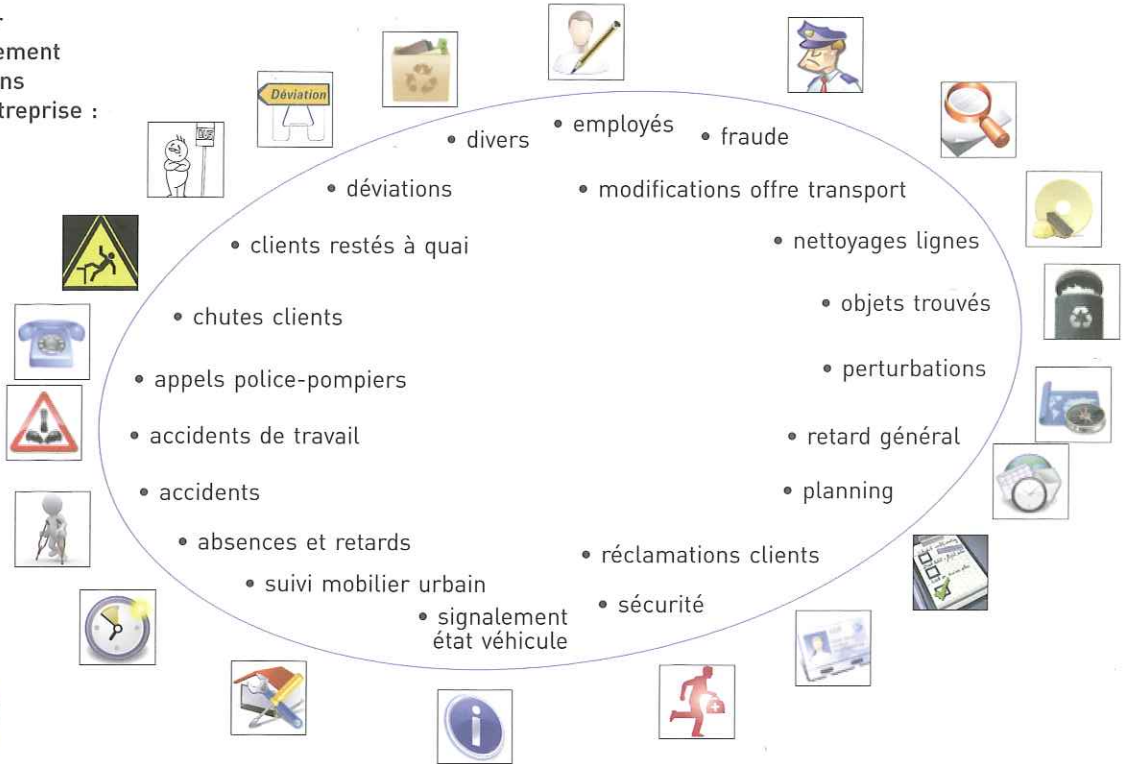 ement
ns
treprise :
Déviation
• divers
• employés
• fraude
• déviations
• modifications offre transport
• clients restés à quai
• nettoyages lignes
• chutes clients
• objets trouvés
• appels police-pompiers
• perturbations
• accidents de travail
• retard général
• accidents
• planning
• absences et retards
• réclamations clients
• suivi mobilier urbain
• sécurité
• signalement
état véhicule